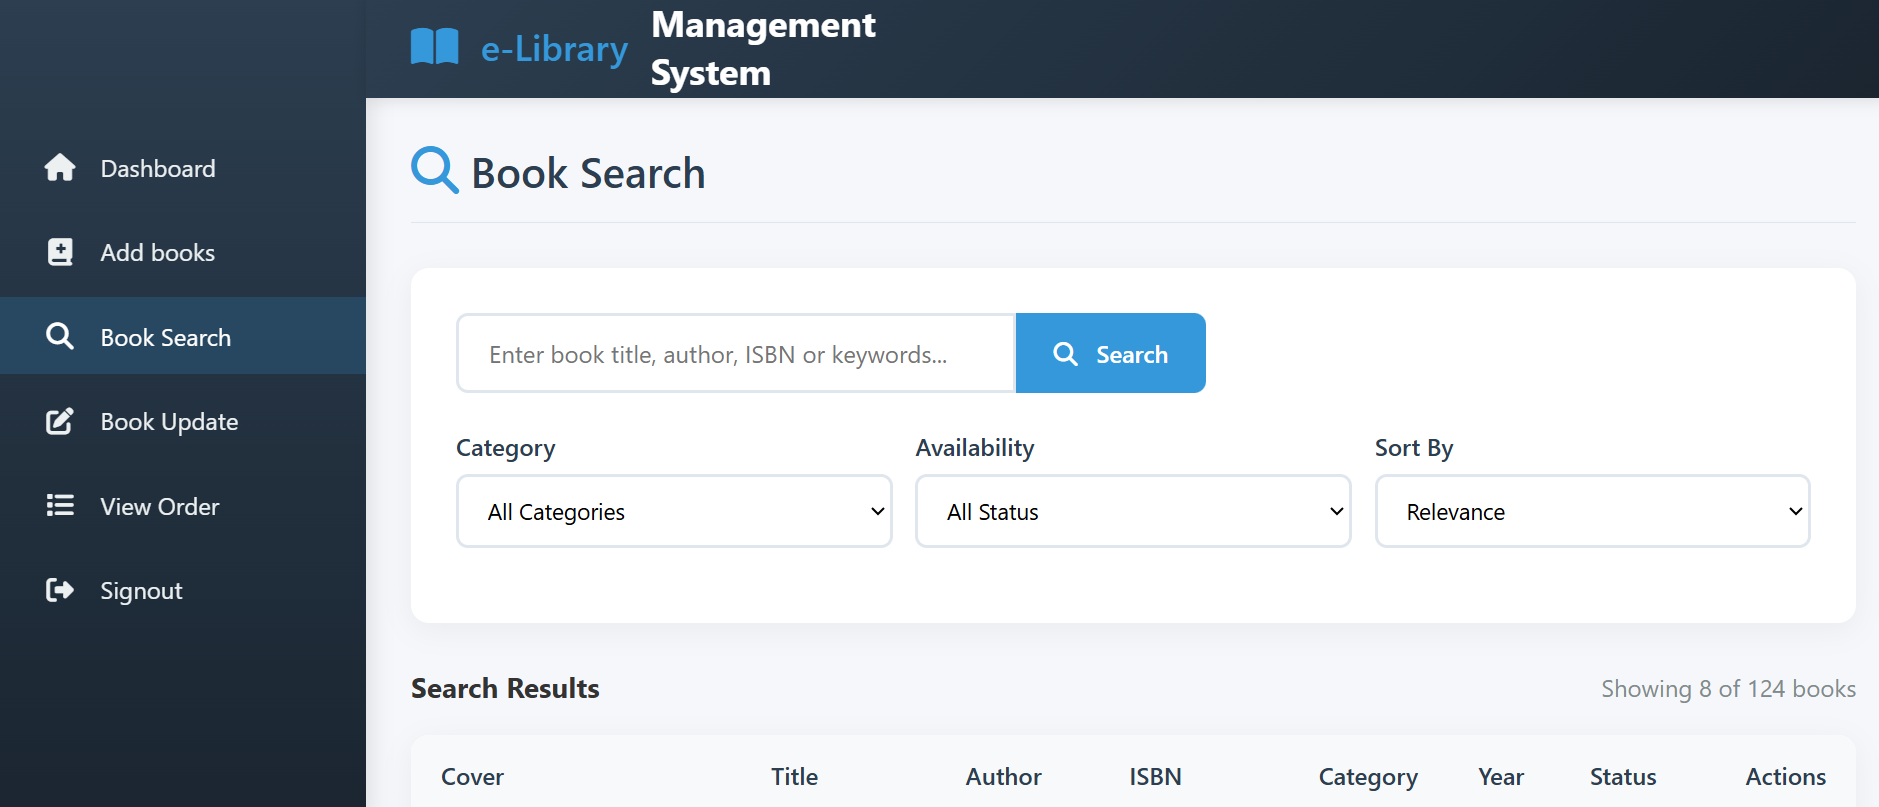 e-Library
Management
System
Dashboard
Add books
Book Search
Book Update
View Order
Signout
Book Search
Enter book title, author, ISBN or keywords...
Search
Category
Availability
Sort By
All Categories
All Status
Relevance
Search Results
Showing 8 of 124 books
Cover Title Author ISBN Category Year Status Actions